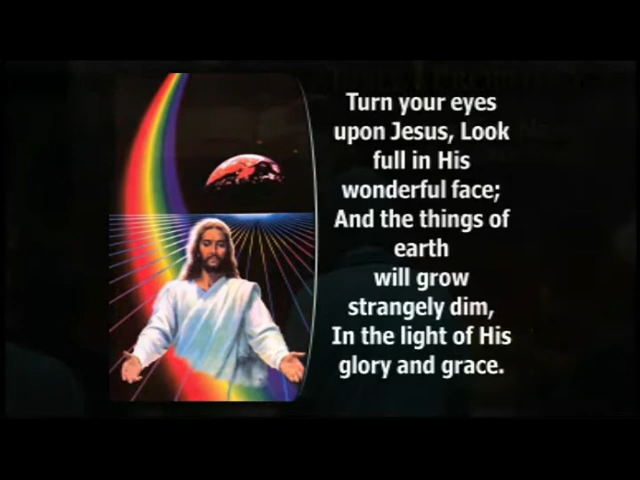 Turn your eyes
upon Jesus, Look
full in His
wonderful face;
And the things of
earth
will grow
strangely dim,
In the light of His
glory and grace.